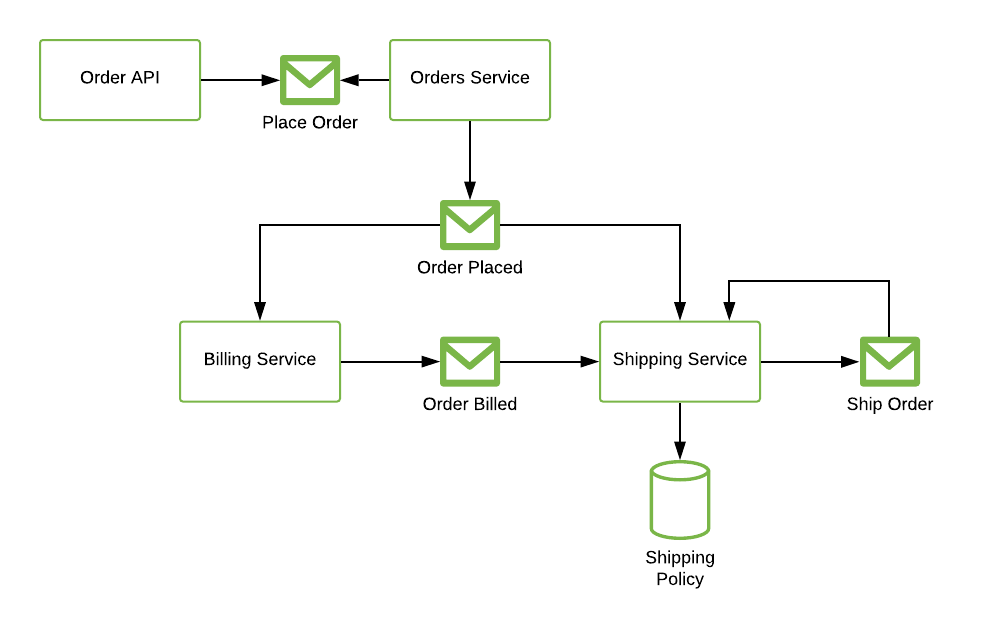 Order API
Orders Service
Place Order
Order Placed
Billing Service
Shipping Service
Order Billed
Ship Order
Shipping
Policy